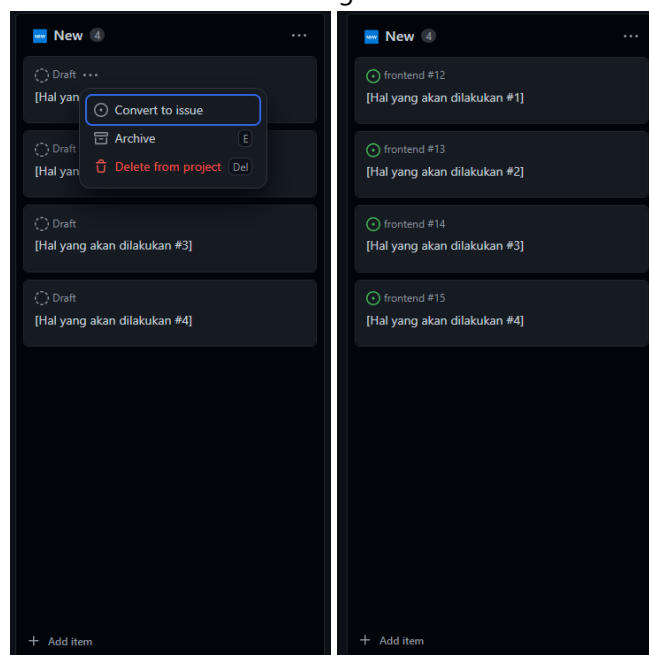 New 4
Draft
[Hal yan
Convert to issue
Archive E
Delete from project Del
Draft
[Hal yan
Draft
[Hal yang akan dilakukan #3]
Draft
[Hal yang akan dilakukan #4]
+ Add item
New 4
frontend #12
[Hal yang akan dilakukan #1]
frontend #13
[Hal yang akan dilakukan #2]
frontend #14
[Hal yang akan dilakukan #3]
frontend #15
[Hal yang akan dilakukan #4]
+ Add item